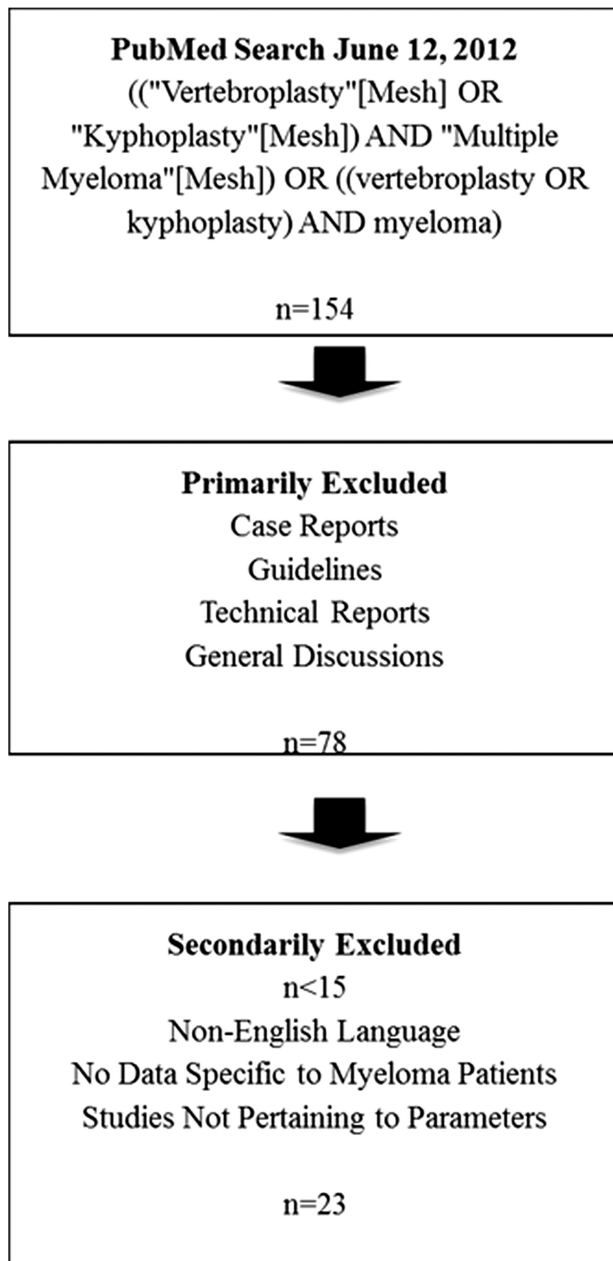 PubMed Search June 12, 2012
(("Vertebroplasty"[Mesh] OR
"Kyphoplasty"[Mesh]) AND "Multiple
Myeloma"[Mesh]) OR ((vertebroplasty OR
kyphoplasty) AND myeloma)
n=154
Primarily Excluded
Case Reports
Guidelines
Technical Reports
General Discussions
n=78
Secondarily Excluded
n<15
Non-English Language
No Data Specific to Myeloma Patients
Studies Not Pertaining to Parameters
n=23